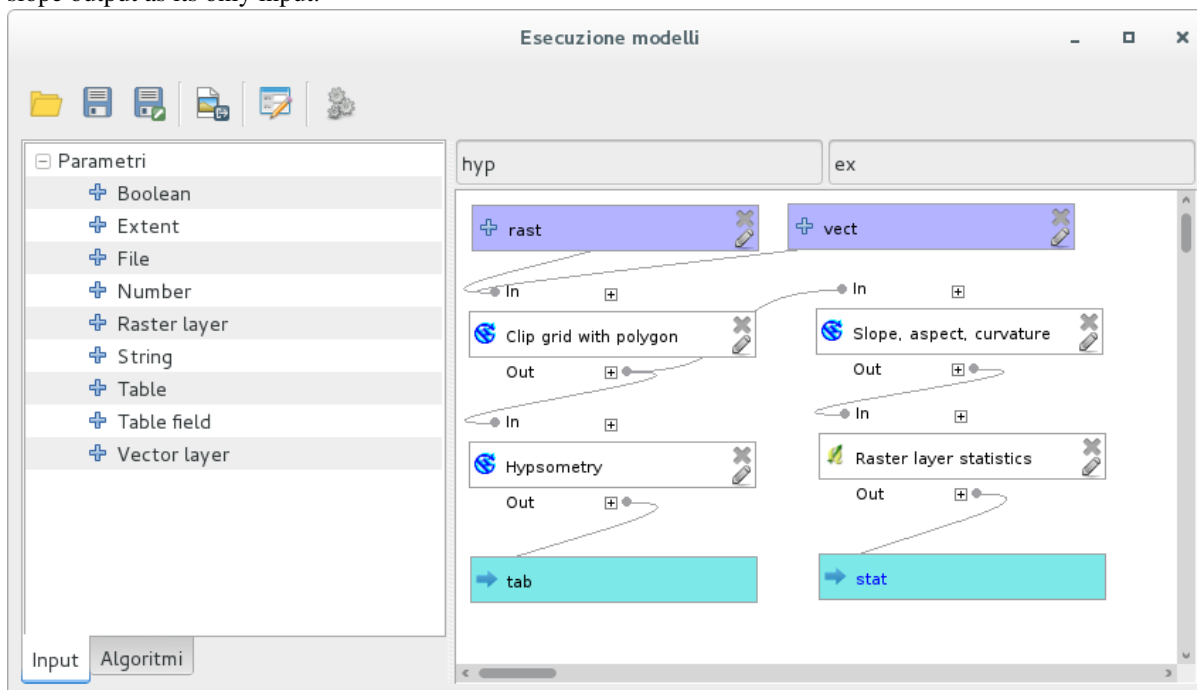 slope output as its only input.
Esecuzione modelli
Parametri
Boolean
Extent
File
Number
Raster layer
String
Table
Table field
Vector layer
Input
Algoritmi
hyp
ex
rast
vect
In
In
Clip grid with polygon
Slope, aspect, curvature
Out
Out
In
In
Hypsometry
Raster layer statistics
Out
Out
tab
stat